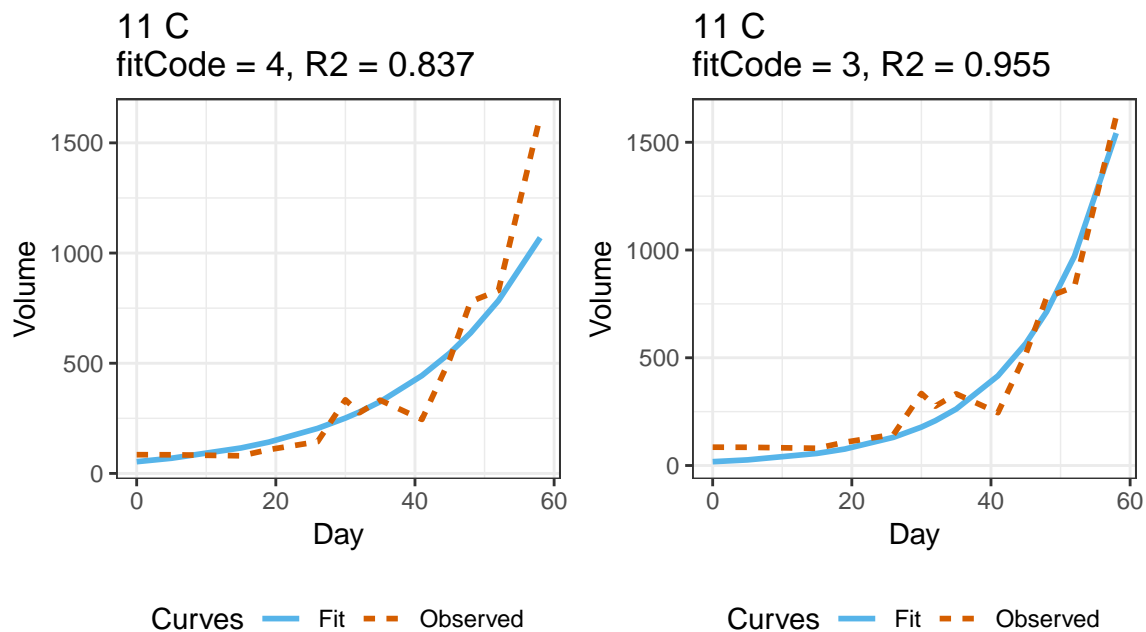 11 C
fitCode = 4, R2 = 0.837
1500
1000
500
0
Volume
0 20 40 60
Day
Curves Fit Observed
11 C
fitCode = 3, R2 = 0.955
1500
1000
500
0
Volume
0 20 40 60
Day
Curves Fit Observed